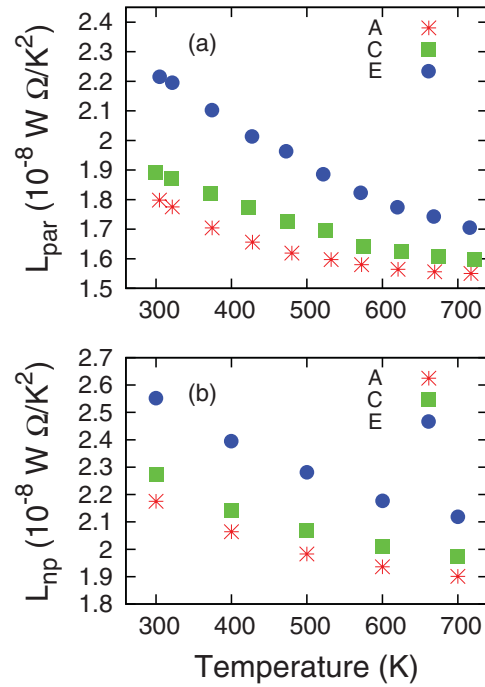 2.4
2.3
2.2
2.1
2
1.9
1.8
1.7
1.6
1.5
L_par (10^-8 W Ω/K^2)
(a)
A
C
E
300 400 500 600 700
2.7
2.6
2.5
2.4
2.3
2.2
2.1
2
1.9
1.8
L_np (10^-8 W Ω/K^2)
(b)
A
C
E
300 400 500 600 700
Temperature (K)